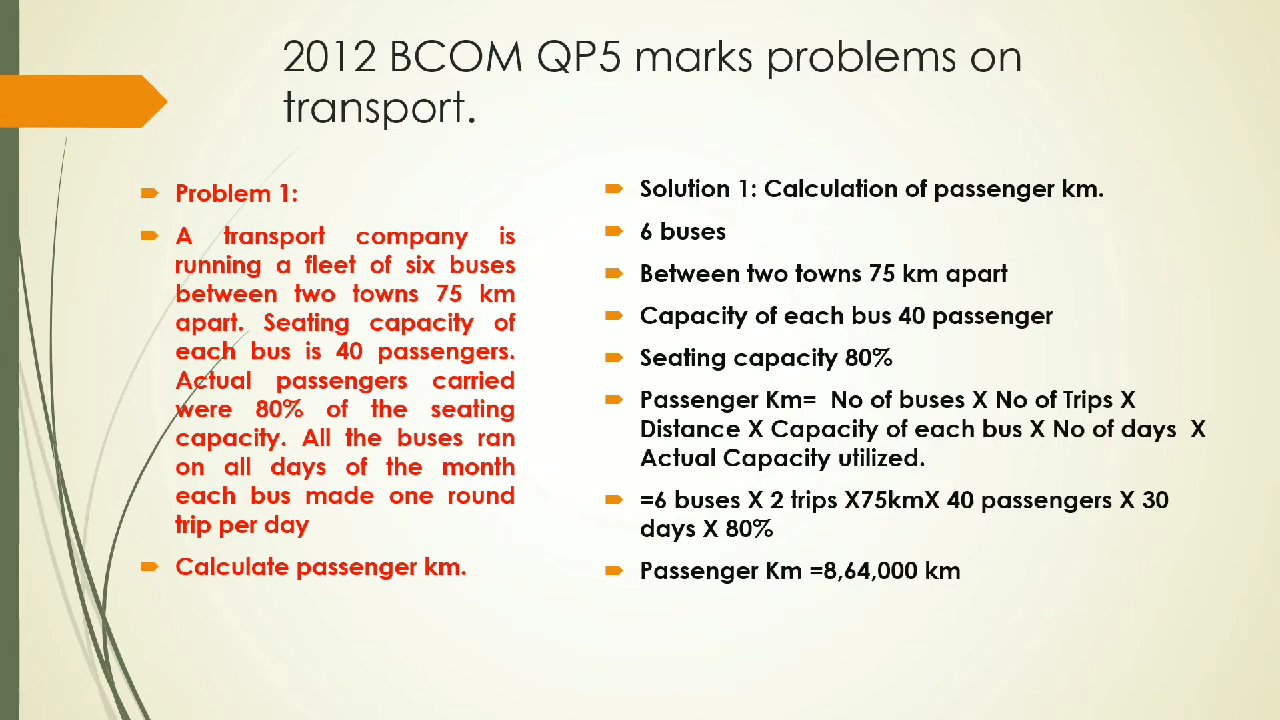 2012 BCOM QP5 marks problems on
transport.
Problem 1:
A transport company is
running a fleet of six buses
between two towns 75 km
apart. Seating capacity of
each bus is 40 passengers.
Actual passengers carried
were 80% of the seating
capacity. All the buses ran
on all days of the month
each bus made one round
trip per day
Calculate passenger km.
Solution 1: Calculation of passenger km.
6 buses
Between two towns 75 km apart
Capacity of each bus 40 passenger
Seating capacity 80%
Passenger Km= No of buses X No of Trips X
Distance X Capacity of each bus X No of days X
Actual Capacity utilized.
=6 buses X 2 trips X75kmX 40 passengers X 30
days X 80%
Passenger Km =8,64,000 km